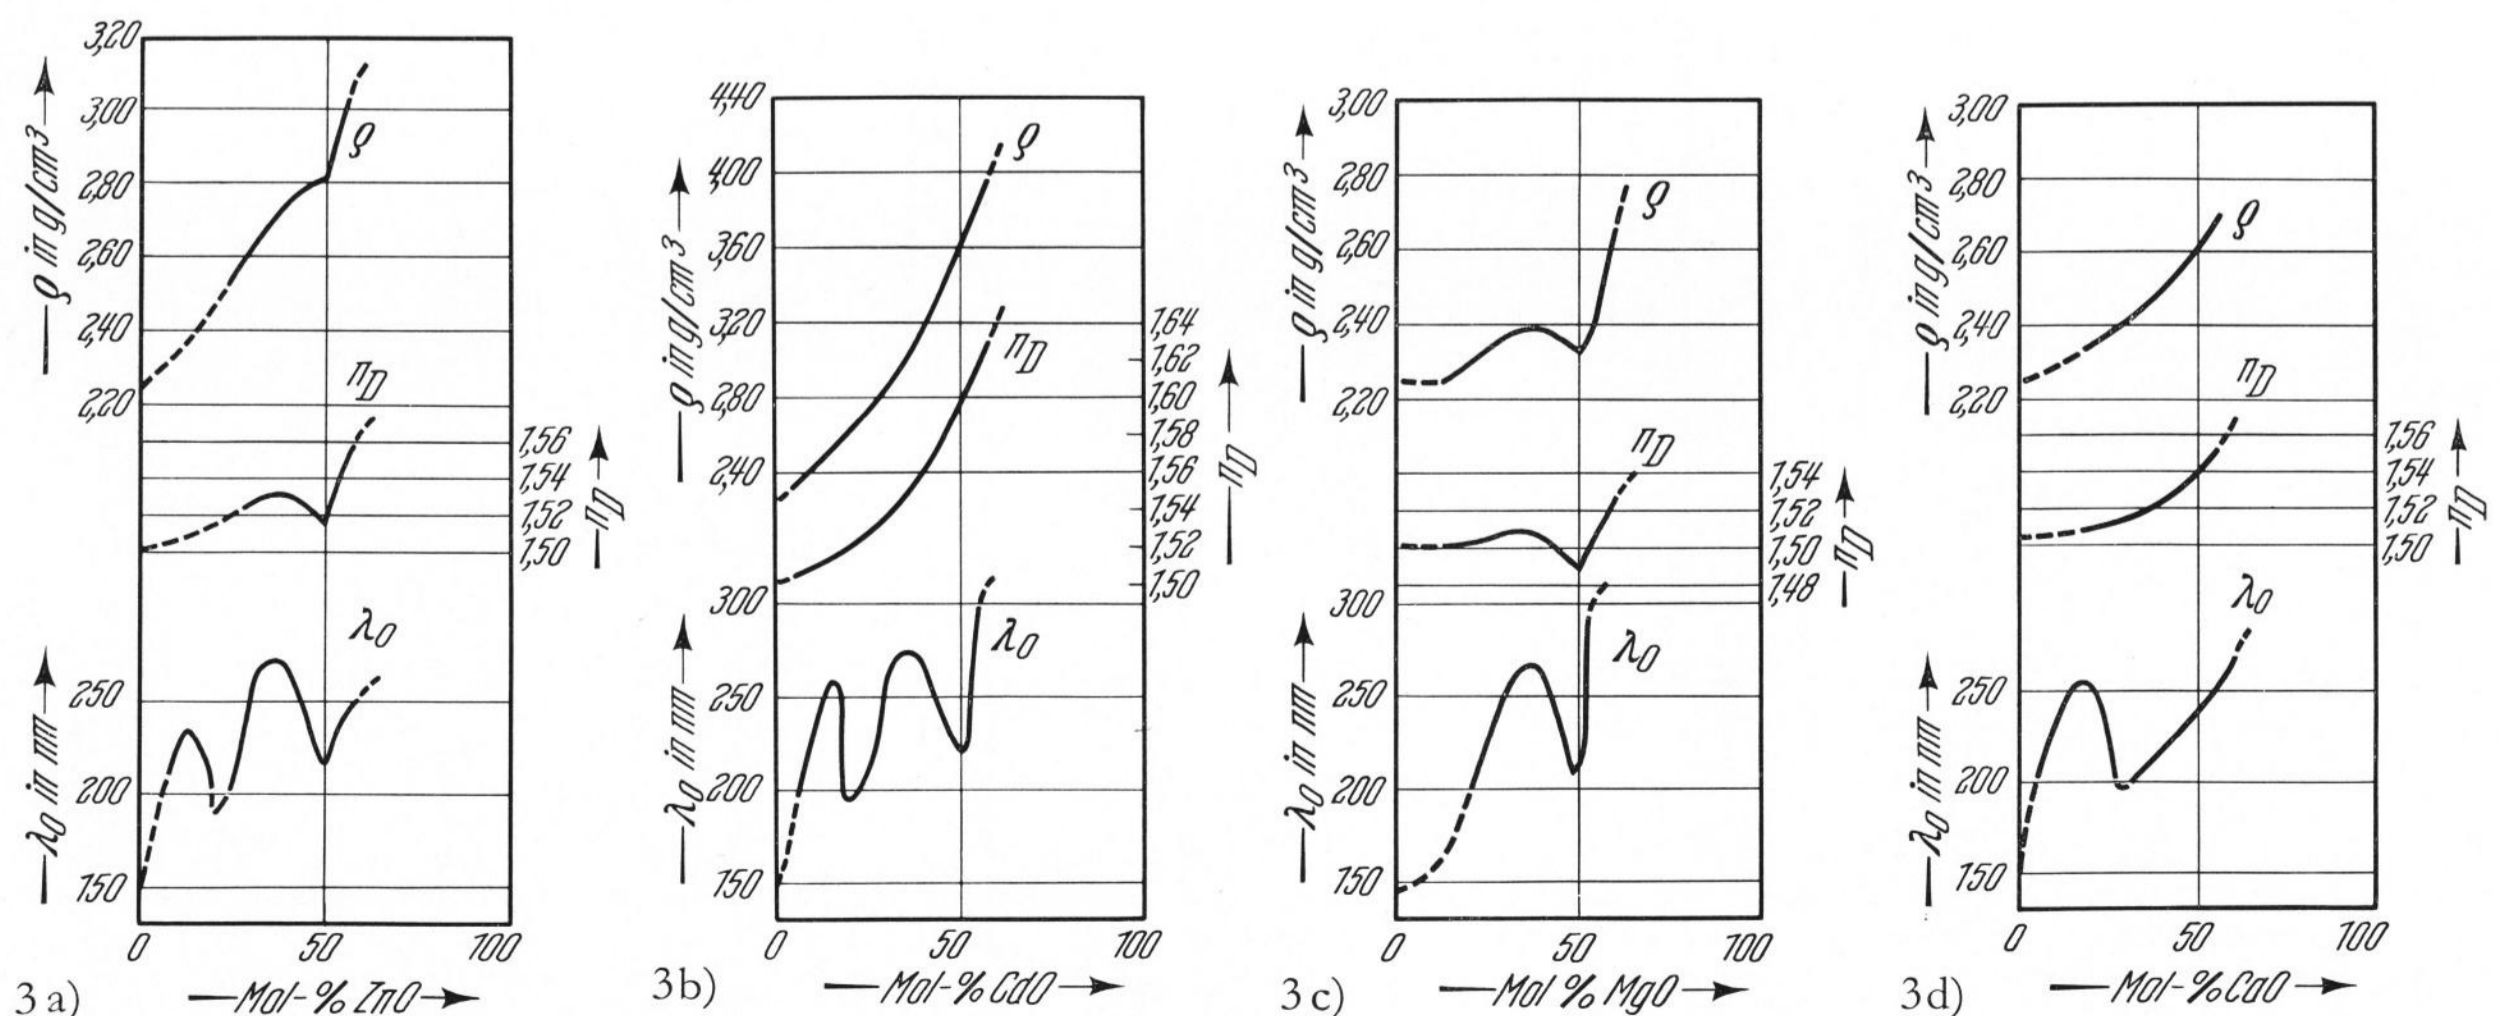 3,20
3,00
2,80
2,60
2,40
2,20
ρ in g/cm³
ρ
n_D
1,56
1,54
1,52
1,50
n_D
λ₀
250
200
150
λ₀ in nm
0 50 100
3 a) Mol-% ZnO
4,40
4,00
3,60
3,20
2,80
2,40
ρ in g/cm³
ρ
n_D
1,64
1,62
1,60
1,58
1,56
1,54
1,52
1,50
n_D
300
250
200
150
λ₀ in nm
λ₀
0 50 100
3 b) Mol-% CdO
3,00
2,80
2,60
2,40
2,20
ρ in g/cm³
ρ
n_D
1,54
1,52
1,50
1,48
n_D
300
250
200
150
λ₀ in nm
λ₀
0 50 100
3 c) Mol % MgO
3,00
2,80
2,60
2,40
2,20
ρ in g/cm³
ρ
n_D
1,56
1,54
1,52
1,50
n_D
λ₀
250
200
150
λ₀ in nm
0 50 100
3 d) Mol-% CaO